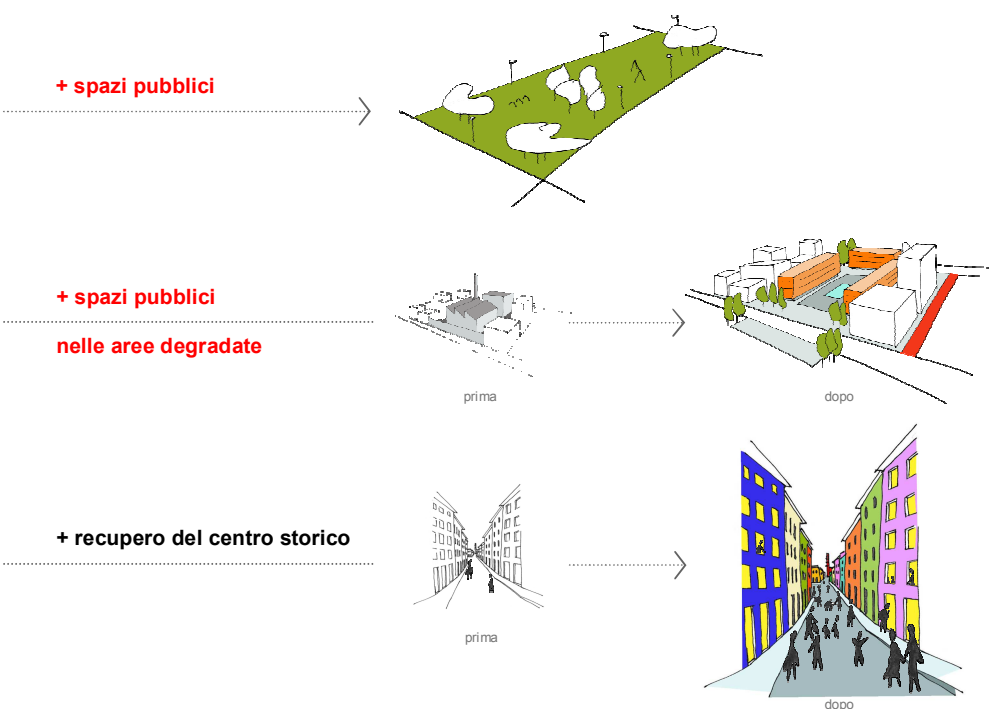 + spazi pubblici
+ spazi pubblici
nelle aree degradate
prima
dopo
+ recupero del centro storico
prima
dopo